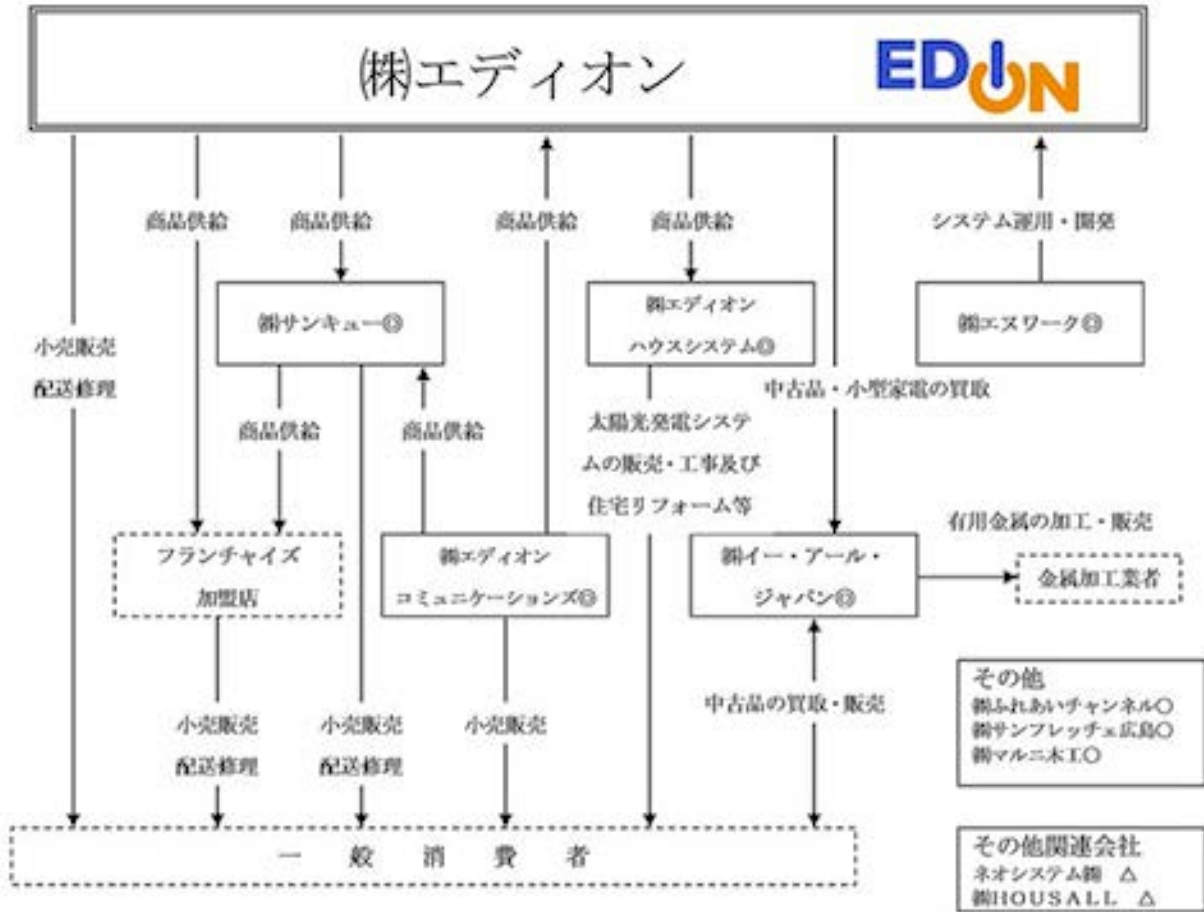 ㈱エディオン
EDION
商品供給
商品供給
商品供給
商品供給
システム運用・開発
㈱サンキュー◎
㈱エディオン
ハウスシステム◎
㈱エヌワーク◎
小売販売
配送修理
中古品・小型家電の買取
商品供給
商品供給
太陽光発電システ
ムの販売・工事及び
住宅リフォーム等
有用金属の加工・販売
フランチャイズ
加盟店
㈱エディオン
コミュニケーションズ◎
㈱イー・アール・
ジャパン◎
金属加工業者
小売販売
配送修理
小売販売
配送修理
小売販売
中古品の買取・販売
その他
㈱ふれあいチャンネル○
㈱サンフレッチェ広島○
㈱マルニ木工○
一般消費者
その他関連会社
ネオシステム㈱ △
㈱HOUSALL △